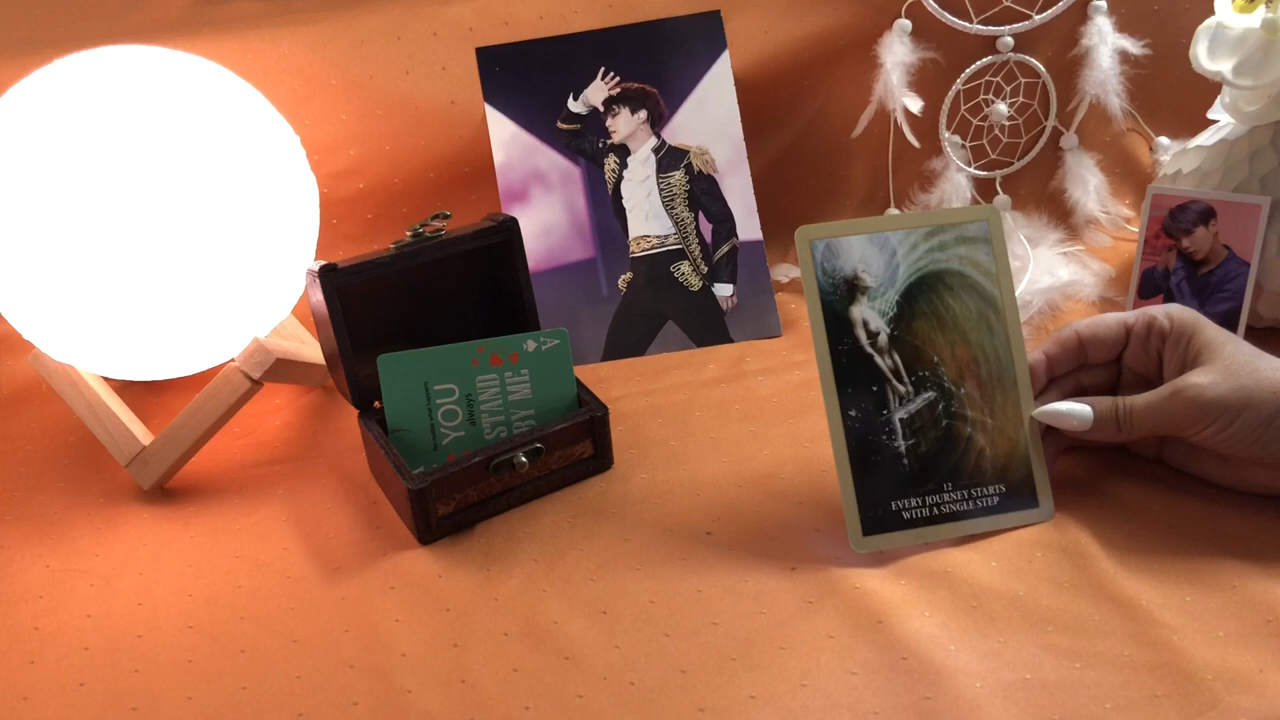 A
YOU
always
STAND
BY ME
12
EVERY JOURNEY STARTS
WITH A SINGLE STEP